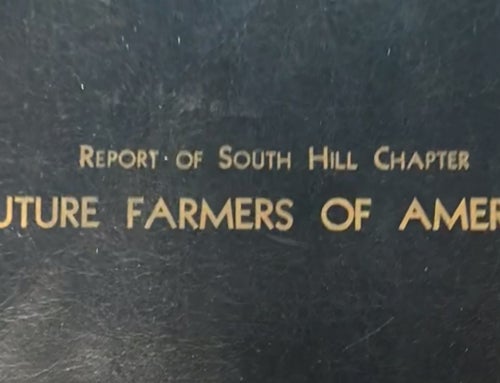 REPORT OF SOUTH HILL CHAPTER
UTURE FARMERS OF AMER